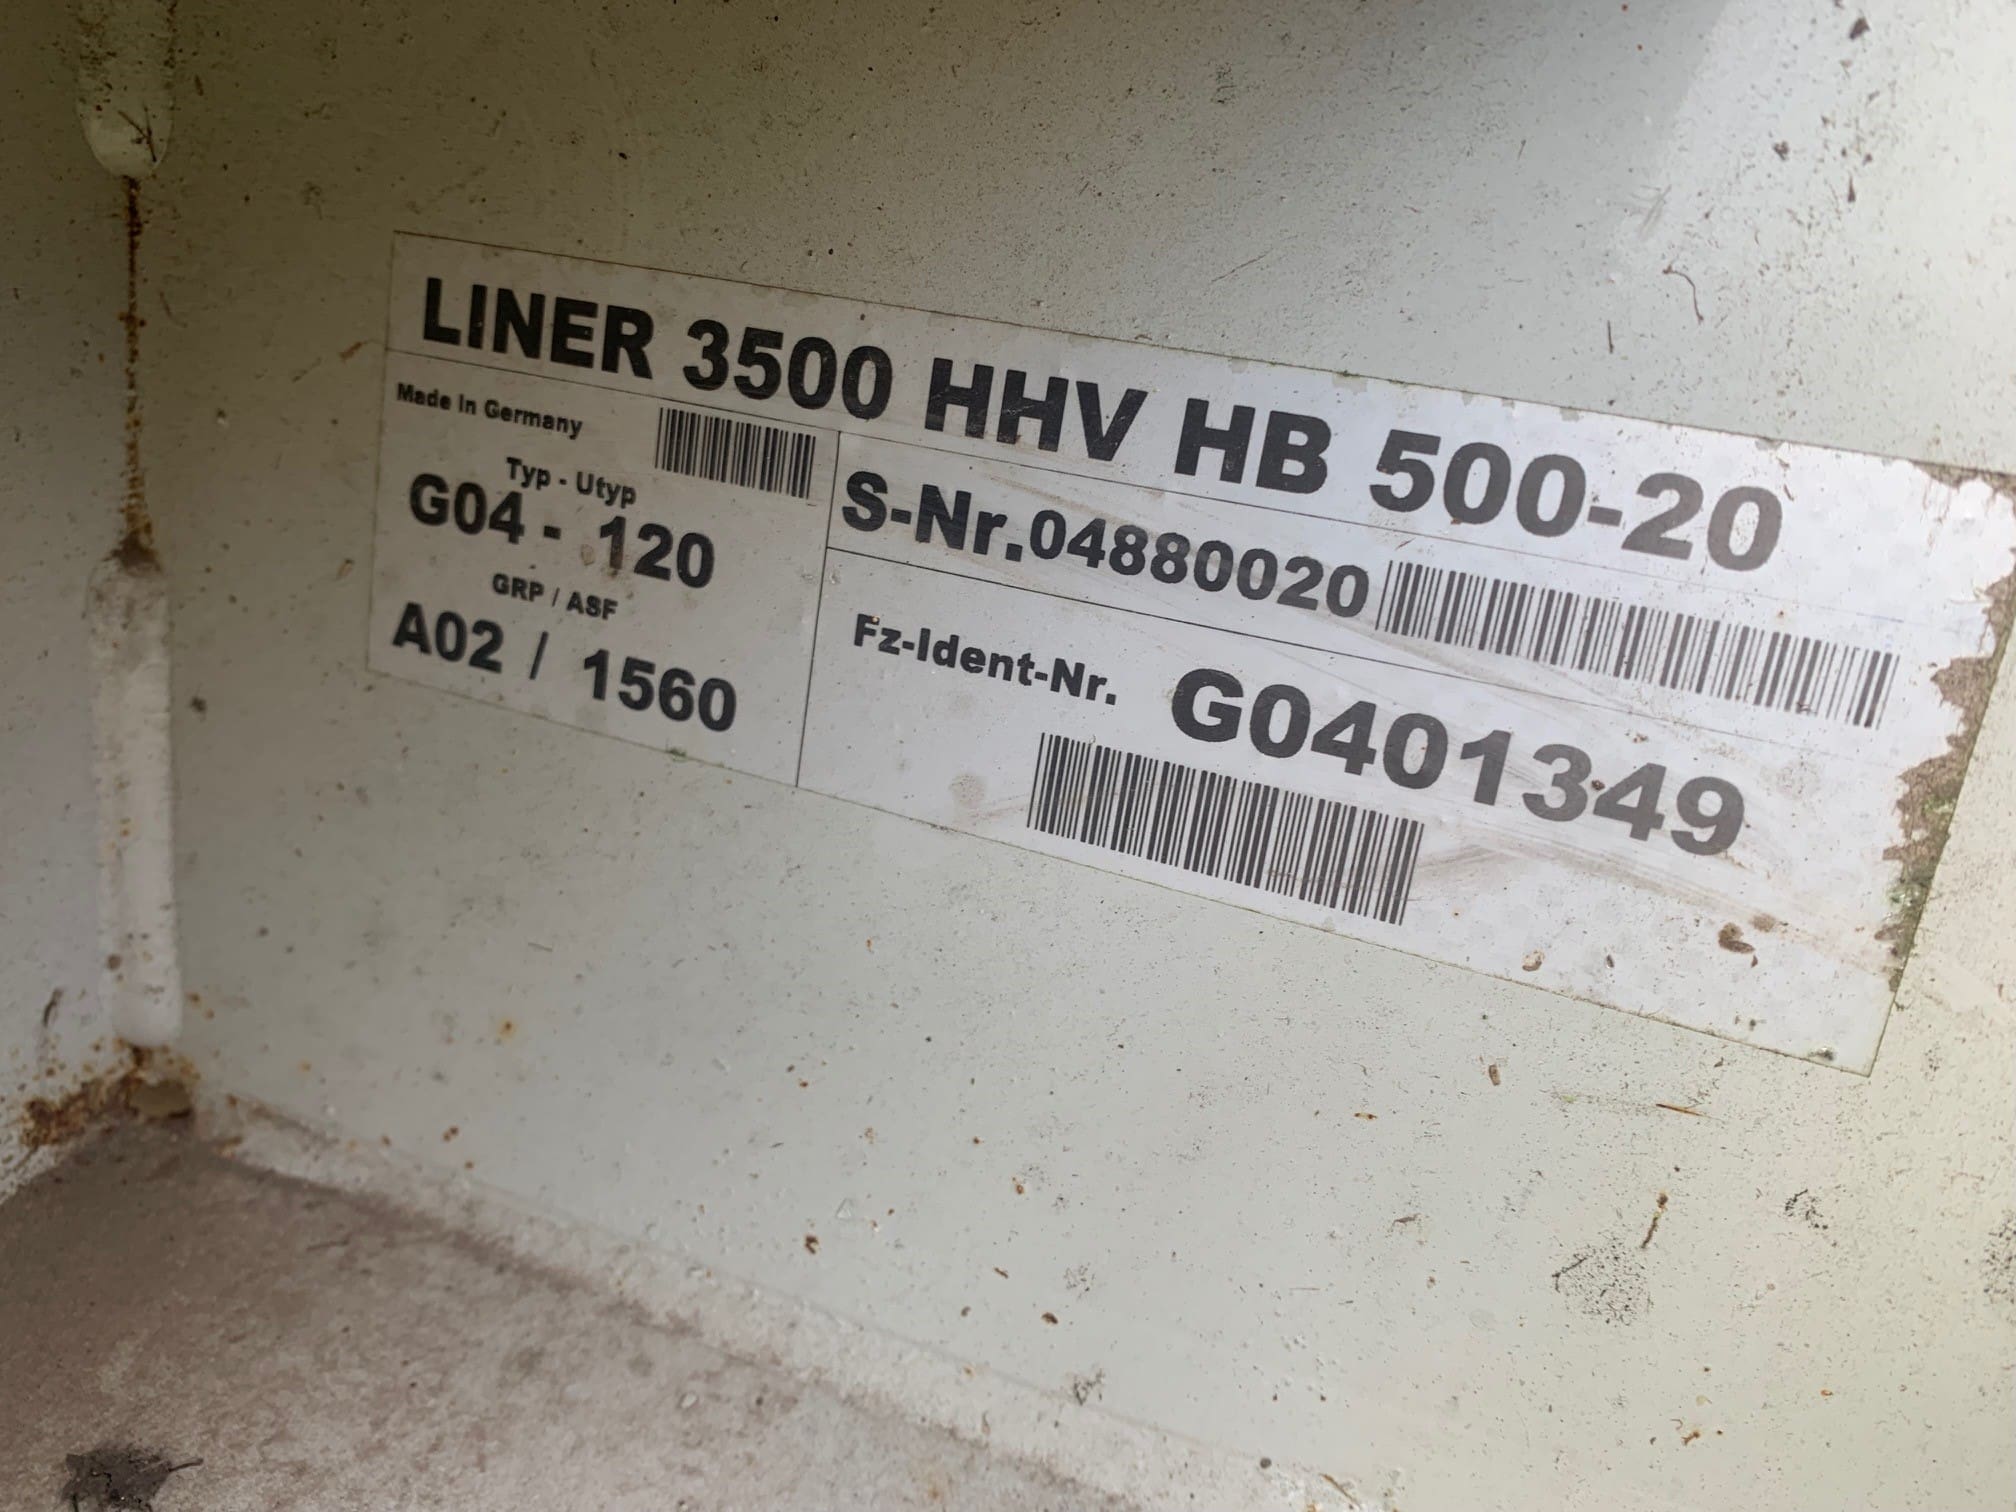 LINER 3500 HHV HB 500-20
Made In Germany
Typ - Utyp
G04 - 120
GRP / ASF
A02 / 1560
S-Nr.04880020
Fz-Ident-Nr. G0401349